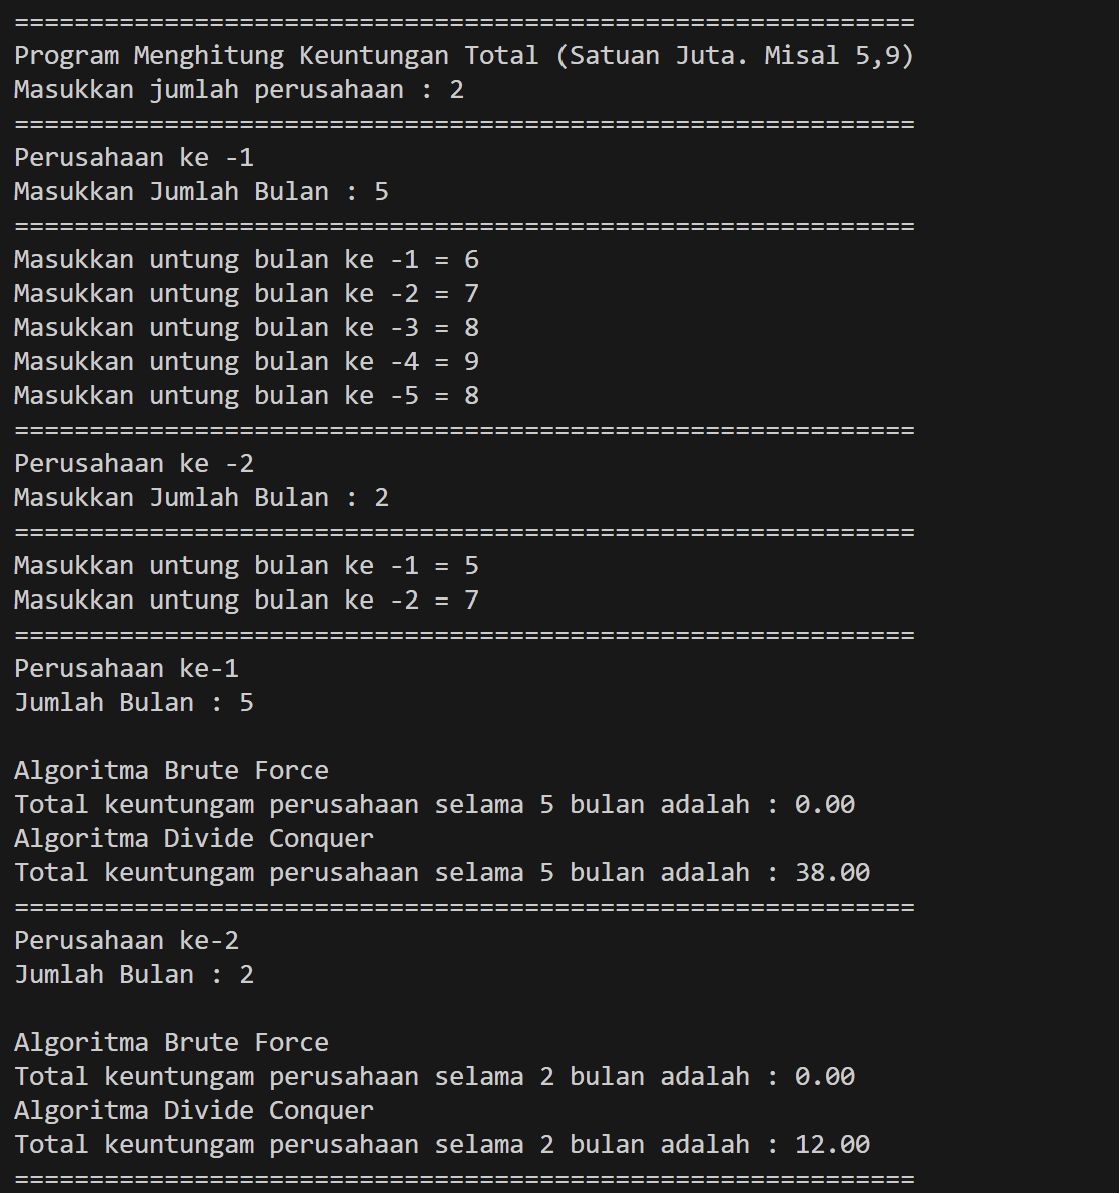 ============================================================
Program Menghitung Keuntungan Total (Satuan Juta. Misal 5,9)
Masukkan jumlah perusahaan : 2
============================================================
Perusahaan ke -1
Masukkan Jumlah Bulan : 5
============================================================
Masukkan untung bulan ke -1 = 6
Masukkan untung bulan ke -2 = 7
Masukkan untung bulan ke -3 = 8
Masukkan untung bulan ke -4 = 9
Masukkan untung bulan ke -5 = 8
============================================================
Perusahaan ke -2
Masukkan Jumlah Bulan : 2
============================================================
Masukkan untung bulan ke -1 = 5
Masukkan untung bulan ke -2 = 7
============================================================
Perusahaan ke-1
Jumlah Bulan : 5
Algoritma Brute Force
Total keuntungam perusahaan selama 5 bulan adalah : 0.00
Algoritma Divide Conquer
Total keuntungam perusahaan selama 5 bulan adalah : 38.00
============================================================
Perusahaan ke-2
Jumlah Bulan : 2
Algoritma Brute Force
Total keuntungam perusahaan selama 2 bulan adalah : 0.00
Algoritma Divide Conquer
Total keuntungam perusahaan selama 2 bulan adalah : 12.00
============================================================